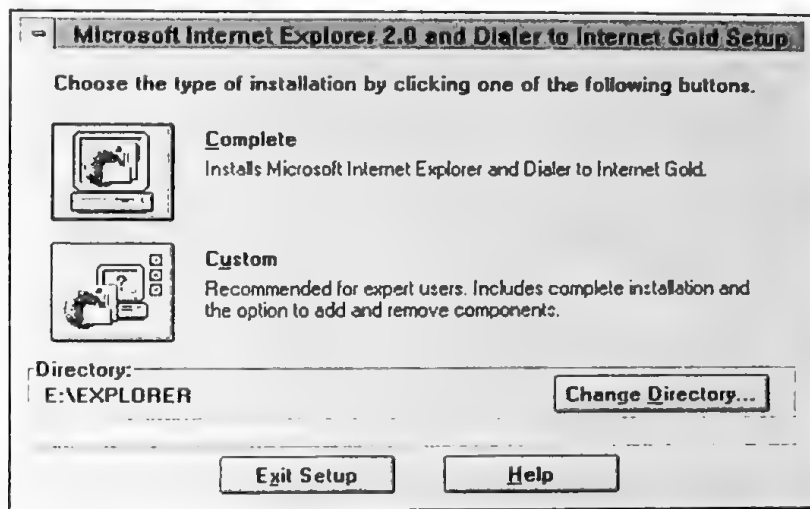 Microsoft Internet Explorer 2.0 and Dialer to Internet Gold Setup
Choose the type of installation by clicking one of the following buttons.
Complete
Installs Microsoft Internet Explorer and Dialer to Internet Gold.
?
Custom
Recommended for expert users. Includes complete installation and
the option to add and remove components.
Directory:
E:\EXPLORER
Change Directory...
Exit Setup
Help